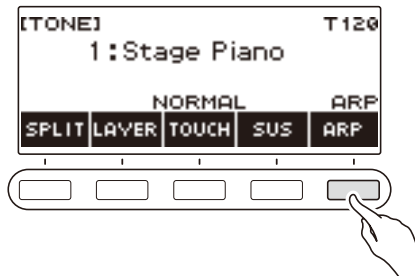 [TONE] T120
1:Stage Piano
NORMAL ARP
SPLIT LAYER TOUCH SUS ARP